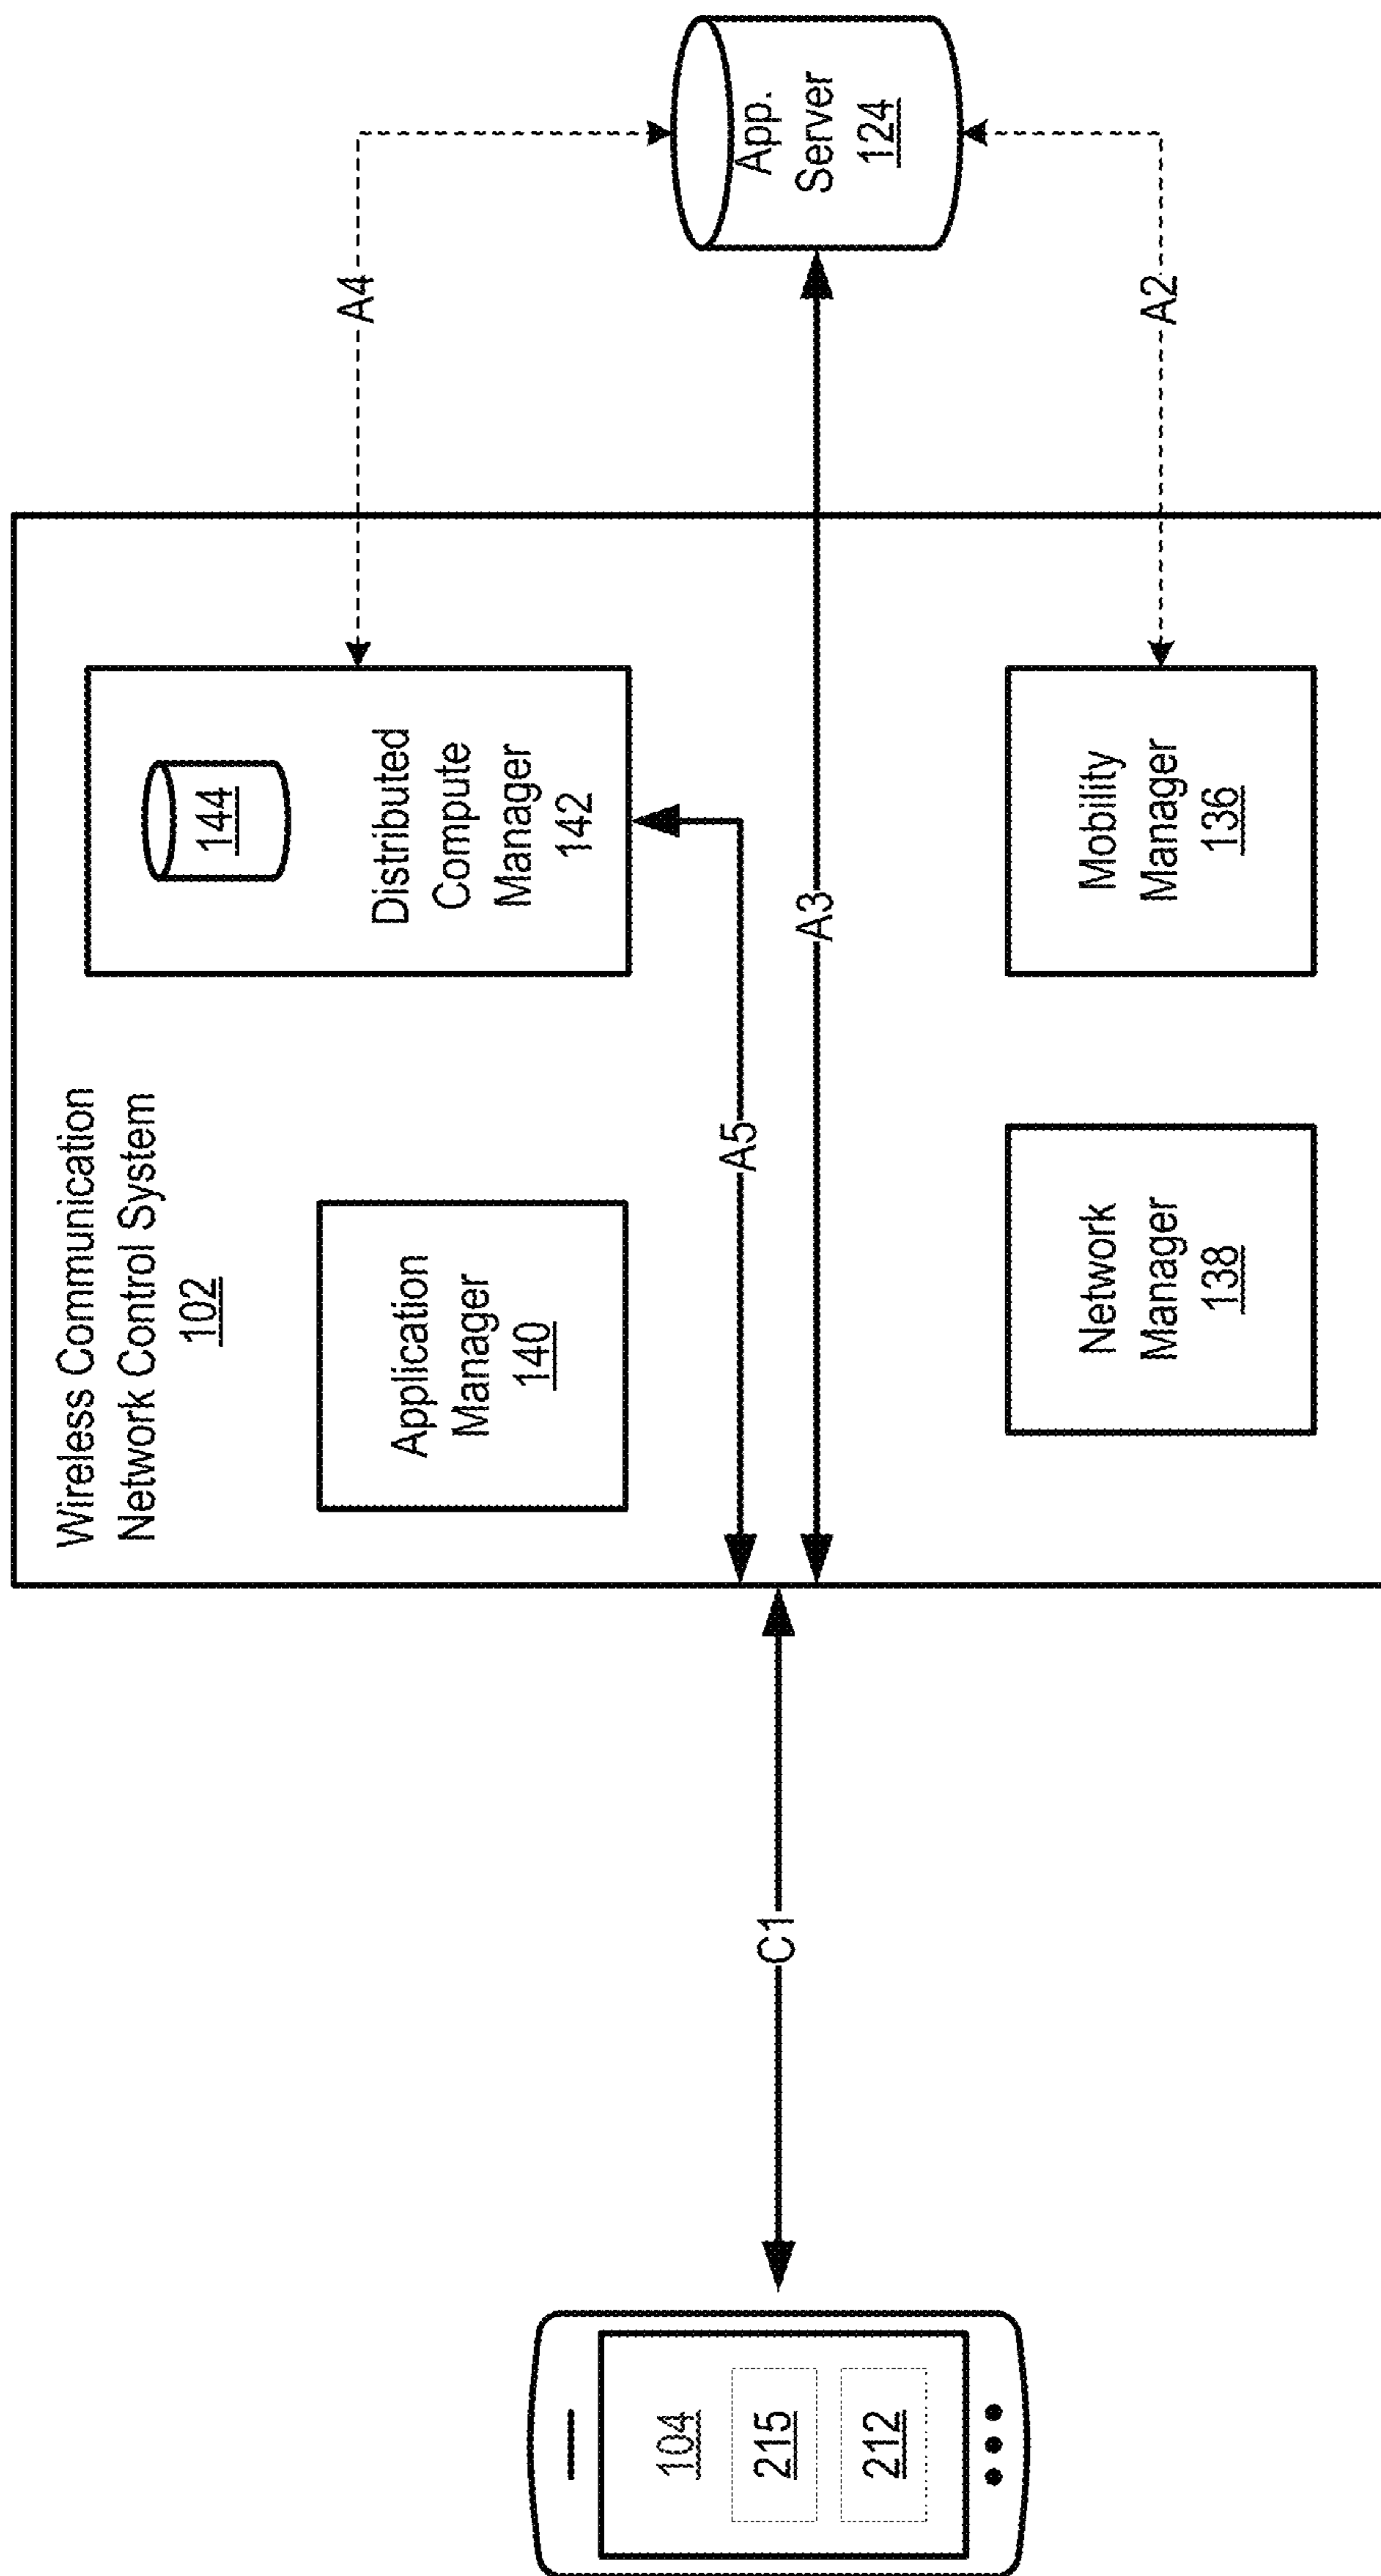 Wireless Communication
Network Control System
102
144
Distributed
Compute
Manager
142
Application
Manager
140
A4
App.
Server
124
A5
A3
C1
104
215
212
Network
Manager
138
Mobility
Manager
136
A2